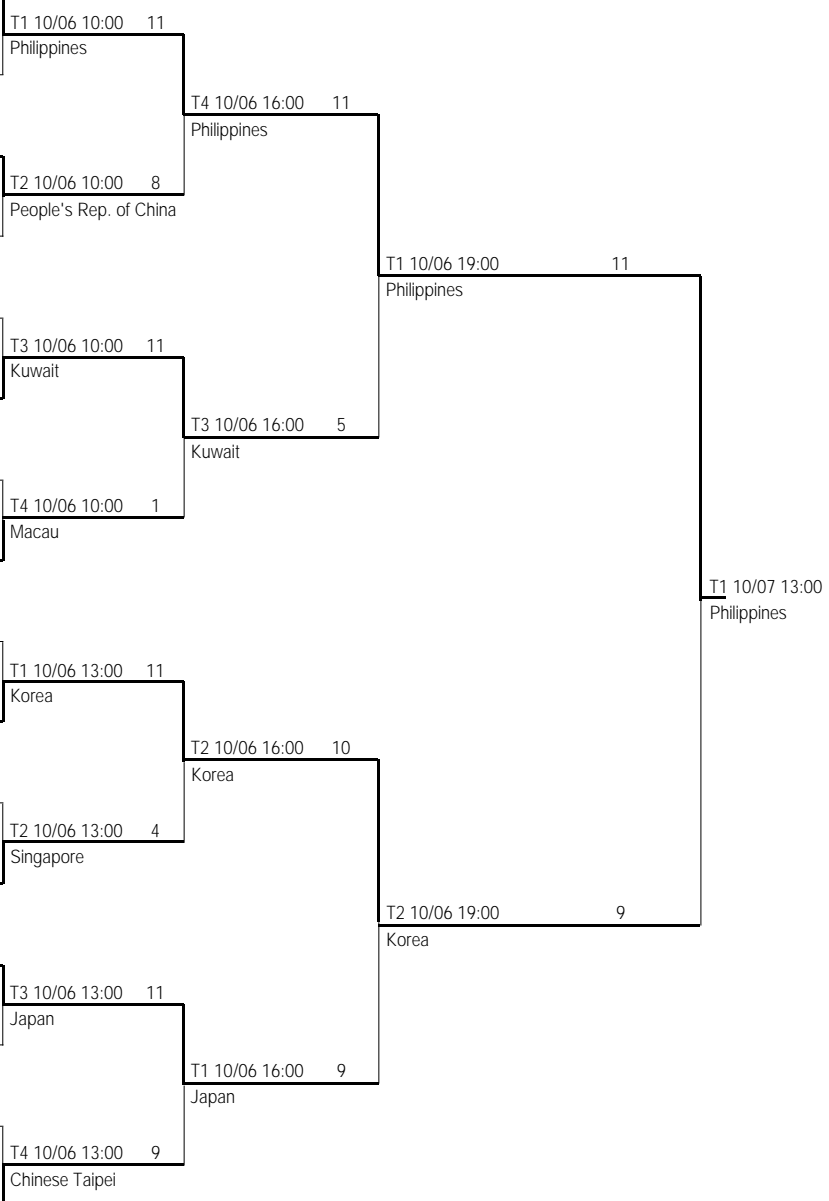 T1 10/06 10:00 11
Philippines
T4 10/06 16:00 11
Philippines
T2 10/06 10:00 8
People's Rep. of China
T1 10/06 19:00 11
Philippines
T3 10/06 10:00 11
Kuwait
T3 10/06 16:00 5
Kuwait
T4 10/06 10:00 1
Macau
T1 10/07 13:00
Philippines
T1 10/06 13:00 11
Korea
T2 10/06 16:00 10
Korea
T2 10/06 13:00 4
Singapore
T2 10/06 19:00 9
Korea
T3 10/06 13:00 11
Japan
T1 10/06 16:00 9
Japan
T4 10/06 13:00 9
Chinese Taipei